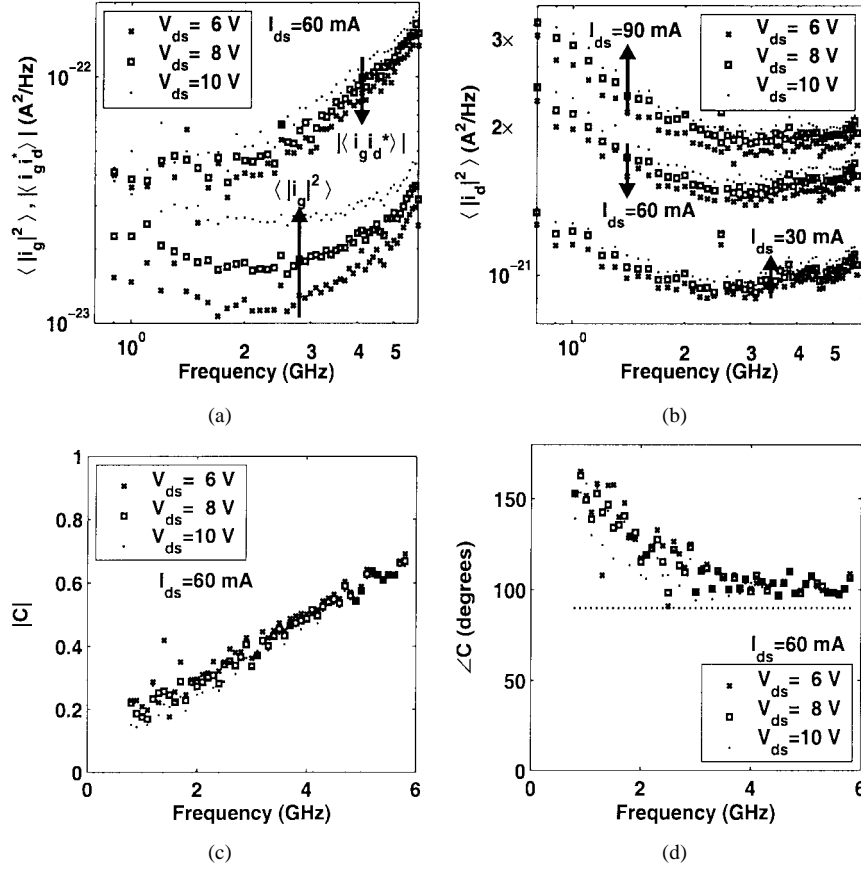 V_ds= 6 V
V_ds= 8 V
V_ds=10 V
I_ds=60 mA
10^-22
10^-23
⟨ |i_g|^2 ⟩ , |⟨ i_g i_d^* ⟩ | (A^2/Hz)
|⟨ i_g i_d^* ⟩ |
⟨ |i_g|^2 ⟩
10^0 2 3 4 5
Frequency (GHz)
(a)
3×
2×
10^-21
⟨ |i_d|^2 ⟩ (A^2/Hz)
I_ds=90 mA
V_ds= 6 V
V_ds= 8 V
V_ds=10 V
I_ds=60 mA
I_ds=30 mA
10^0 2 3 4 5
Frequency (GHz)
(b)
1
0.8
0.6
0.4
0.2
0
|C|
V_ds= 6 V
V_ds= 8 V
V_ds=10 V
I_ds=60 mA
0 2 4 6
Frequency (GHz)
(c)
150
100
50
0
∠C (degrees)
I_ds=60 mA
V_ds= 6 V
V_ds= 8 V
V_ds=10 V
0 2 4 6
Frequency (GHz)
(d)